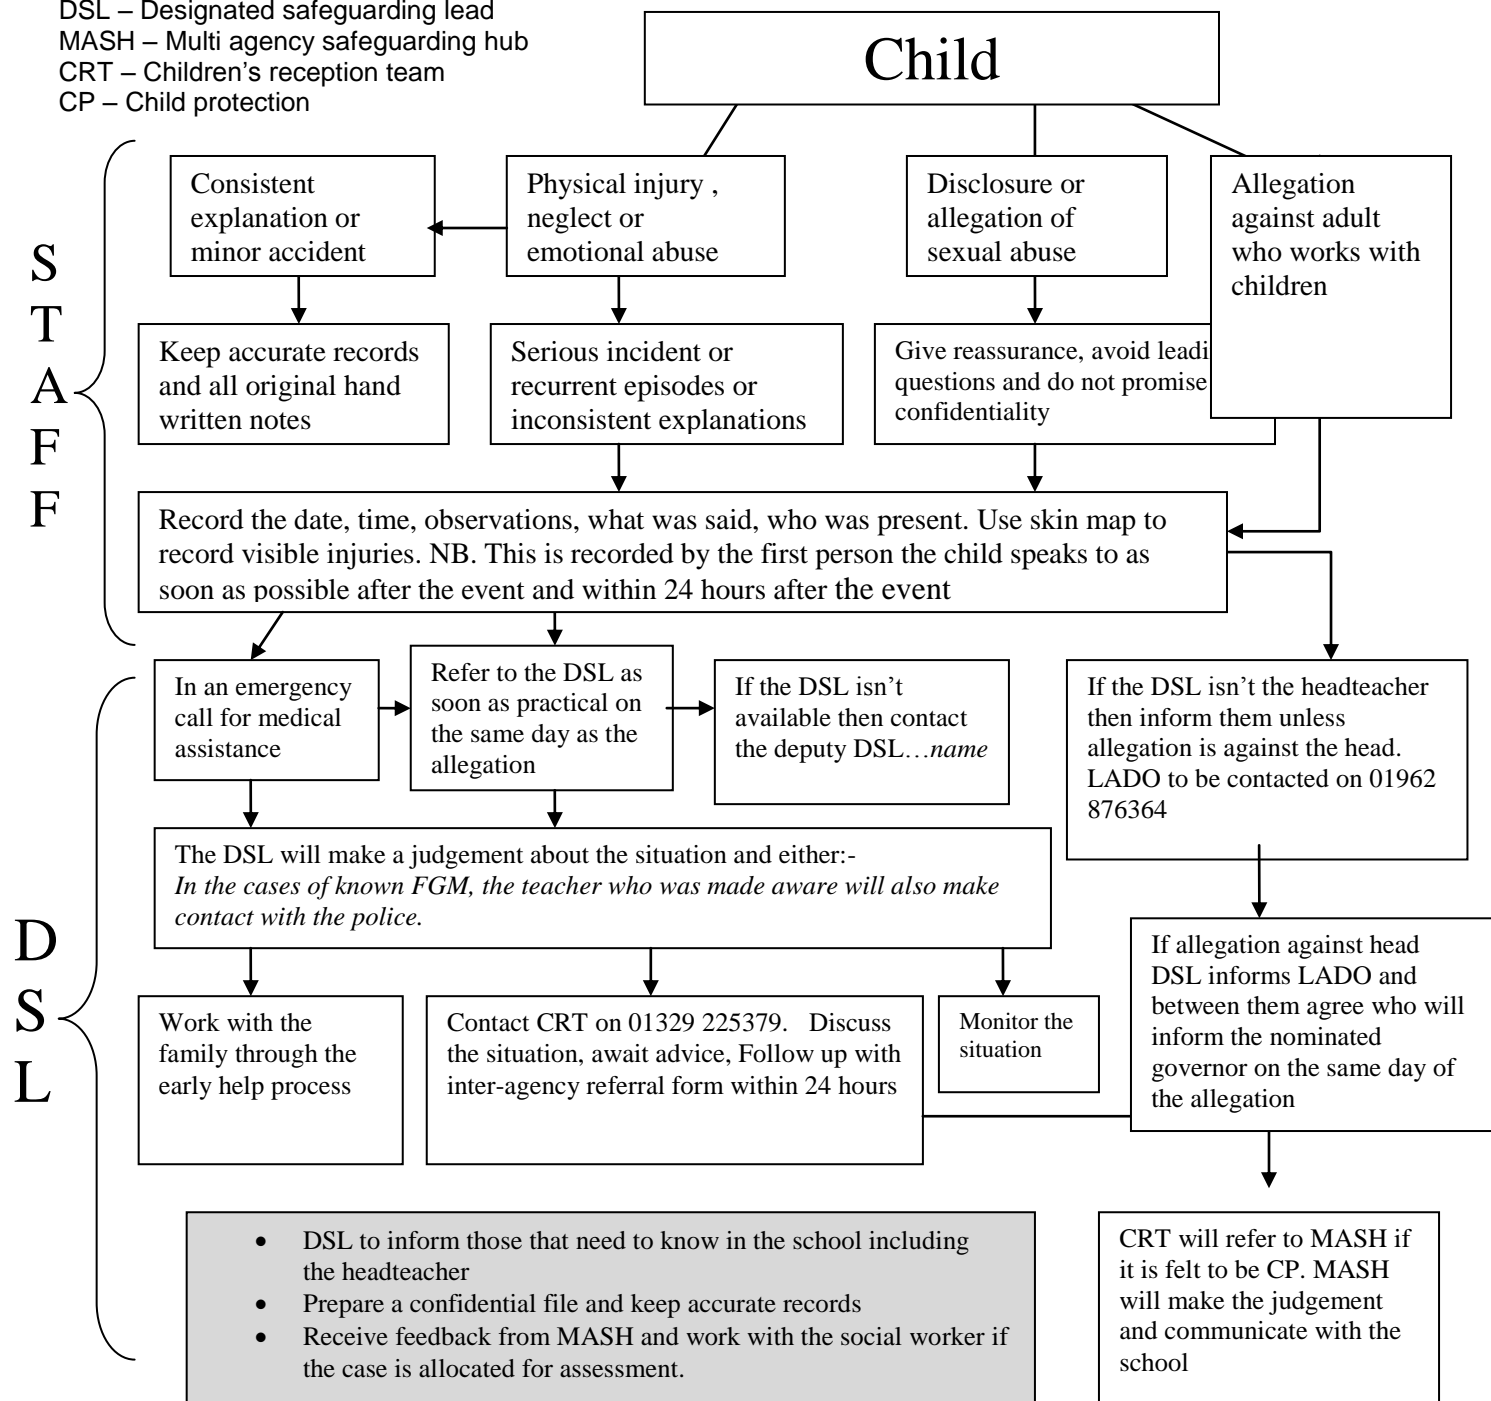 DSL – Designated safeguarding lead
MASH – Multi agency safeguarding hub
CRT – Children's reception team
CP – Child protection
Child
S
T
A
F
F
Consistent
explanation or
minor accident
Physical injury ,
neglect or
emotional abuse
Disclosure or
allegation of
sexual abuse
Allegation
against adult
who works with
children
Keep accurate records
and all original hand
written notes
Serious incident or
recurrent episodes or
inconsistent explanations
Give reassurance, avoid leadi
questions and do not promise
confidentiality
Record the date, time, observations, what was said, who was present. Use skin map to
record visible injuries. NB. This is recorded by the first person the child speaks to as
soon as possible after the event and within 24 hours after the event
D
S
L
In an emergency
call for medical
assistance
Refer to the DSL as
soon as practical on
the same day as the
allegation
If the DSL isn't
available then contact
the deputy DSL…name
If the DSL isn't the headteacher
then inform them unless
allegation is against the head.
LADO to be contacted on 01962
876364
The DSL will make a judgement about the situation and either:-
In the cases of known FGM, the teacher who was made aware will also make
contact with the police.
If allegation against head
DSL informs LADO and
between them agree who will
inform the nominated
governor on the same day of
the allegation
Work with the
family through the
early help process
Contact CRT on 01329 225379. Discuss
the situation, await advice, Follow up with
inter-agency referral form within 24 hours
Monitor the
situation
• DSL to inform those that need to know in the school including
the headteacher
• Prepare a confidential file and keep accurate records
• Receive feedback from MASH and work with the social worker if
the case is allocated for assessment.
CRT will refer to MASH if
it is felt to be CP. MASH
will make the judgement
and communicate with the
school